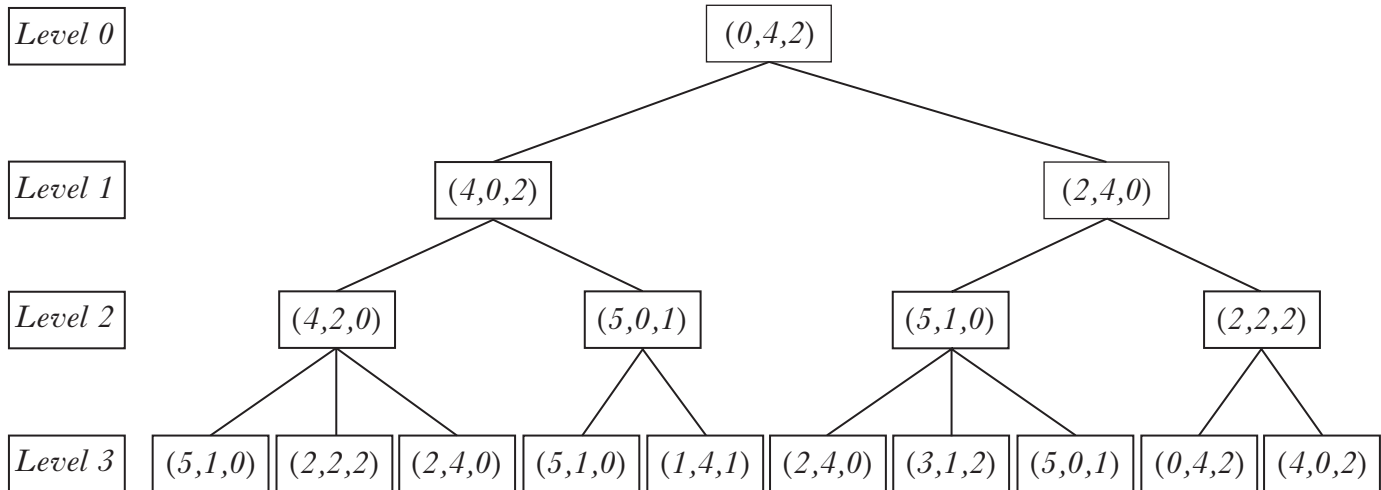 Level 0 (0,4,2)
Level 1 (4,0,2) (2,4,0)
Level 2 (4,2,0) (5,0,1) (5,1,0) (2,2,2)
Level 3 (5,1,0) (2,2,2) (2,4,0) (5,1,0) (1,4,1) (2,4,0) (3,1,2) (5,0,1) (0,4,2) (4,0,2)